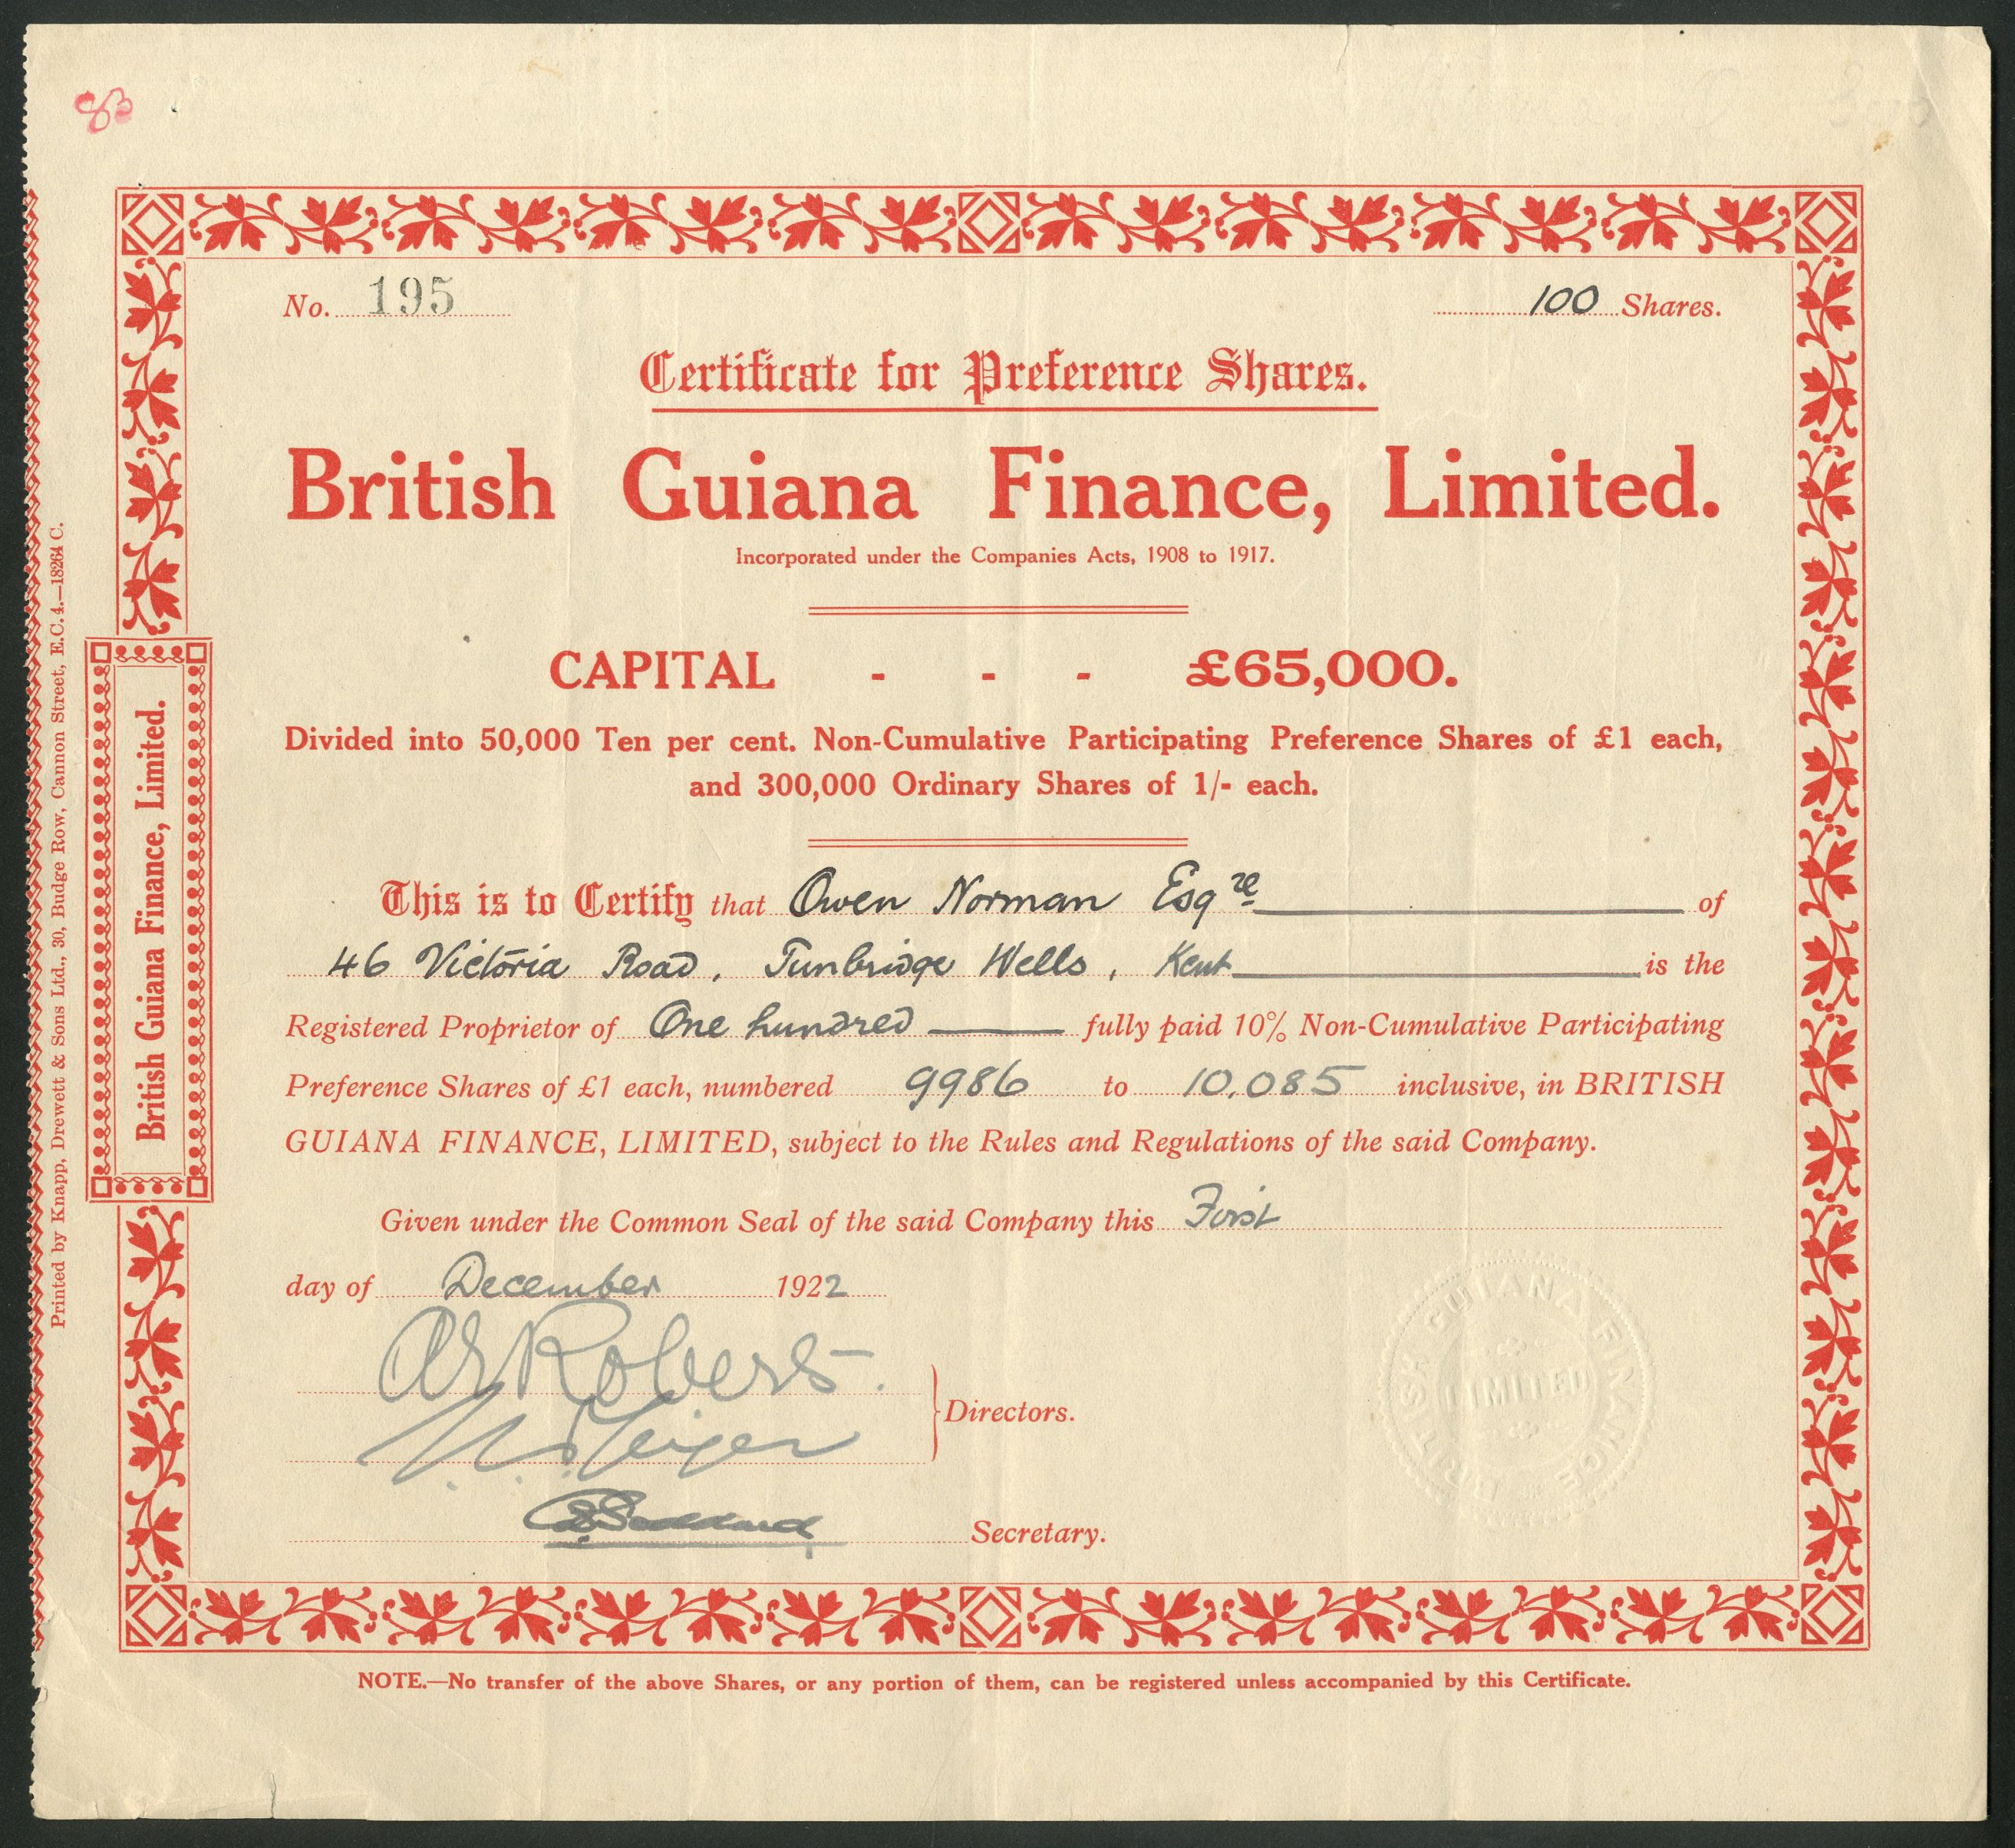 83
No. 195
100 Shares.
Certificate for Preference Shares.
British Guiana Finance, Limited.
Incorporated under the Companies Acts, 1908 to 1917.
CAPITAL - - - £65,000.
Divided into 50,000 Ten per cent. Non-Cumulative Participating Preference Shares of £1 each,
and 300,000 Ordinary Shares of 1/- each.
This is to Certify that Owen Norman Esqre of
46 Victoria Road, Tunbridge Wells, Kent is the
Registered Proprietor of One hundred fully paid 10% Non-Cumulative Participating
Preference Shares of £1 each, numbered 9986 to 10,085 inclusive, in BRITISH
GUIANA FINANCE, LIMITED, subject to the Rules and Regulations of the said Company.
Given under the Common Seal of the said Company this First
day of December 1922
Roberts
Directors.
Secretary.
BRITISH GUIANA FINANCE
LIMITED
NOTE.—No transfer of the above Shares, or any portion of them, can be registered unless accompanied by this Certificate.
British Guiana Finance, Limited.
Printed by Knapp, Drewett & Sons Ltd., 30, Budge Row, Cannon Street, E.C.4.—18264 C.